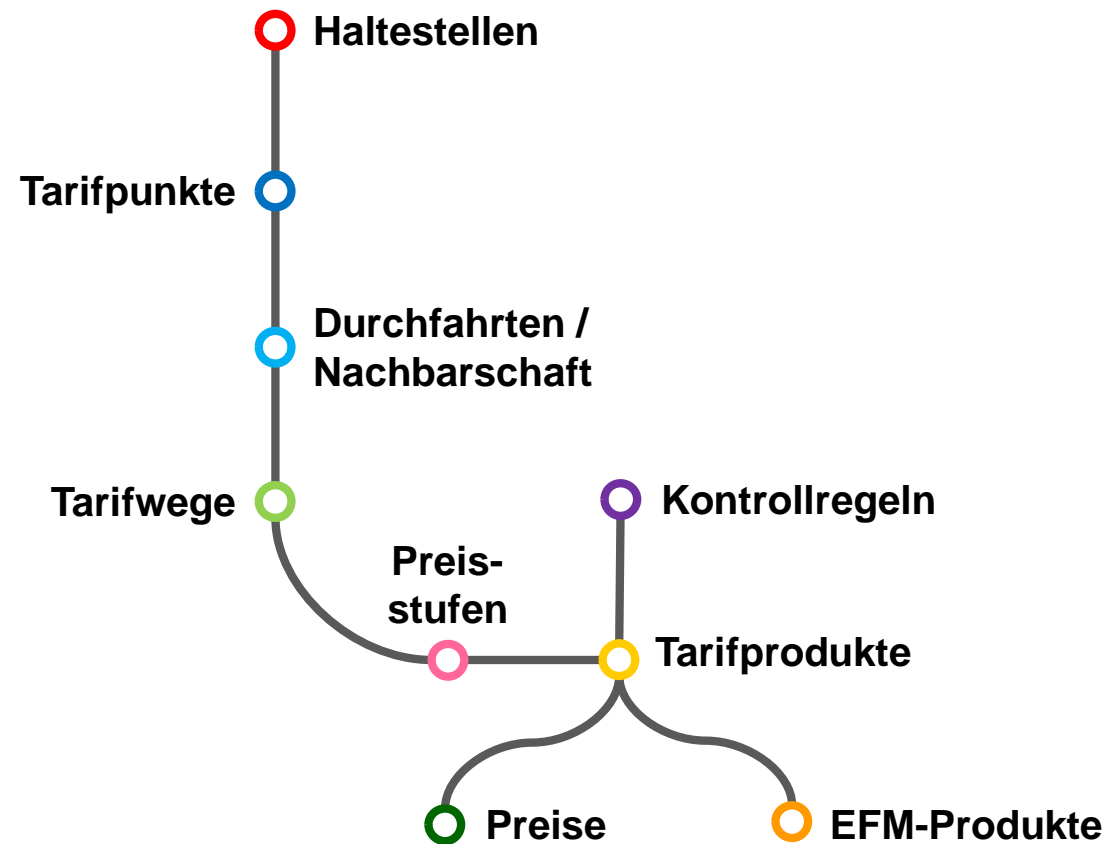 Haltestellen
Tarifpunkte
Durchfahrten /
Nachbarschaft
Tarifwege
Kontrollregeln
Preis-
stufen
Tarifprodukte
Preise
EFM-Produkte